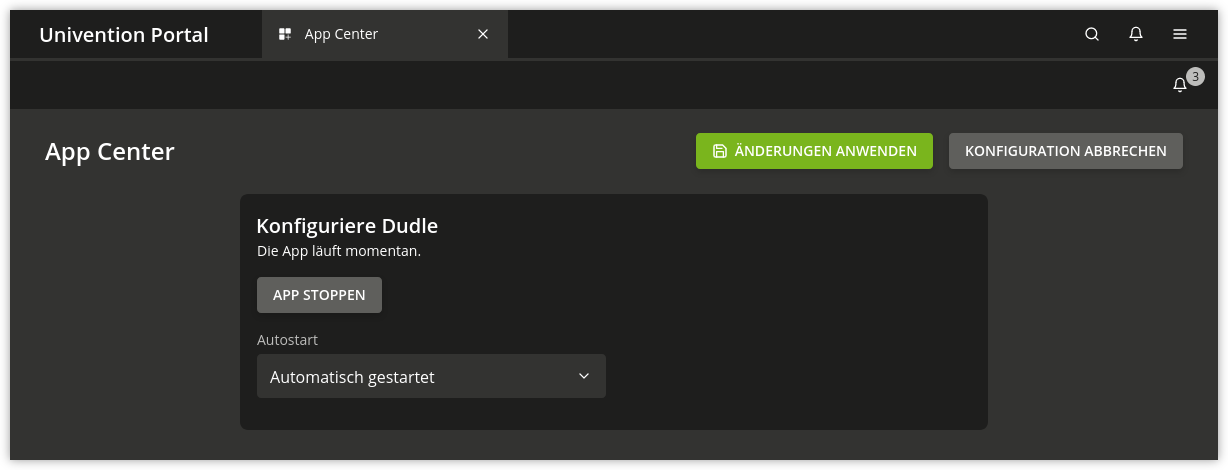 Univention Portal
App Center
3
App Center
ÄNDERUNGEN ANWENDEN
KONFIGURATION ABBRECHEN
Konfiguriere Dudle
Die App läuft momentan.
APP STOPPEN
Autostart
Automatisch gestartet